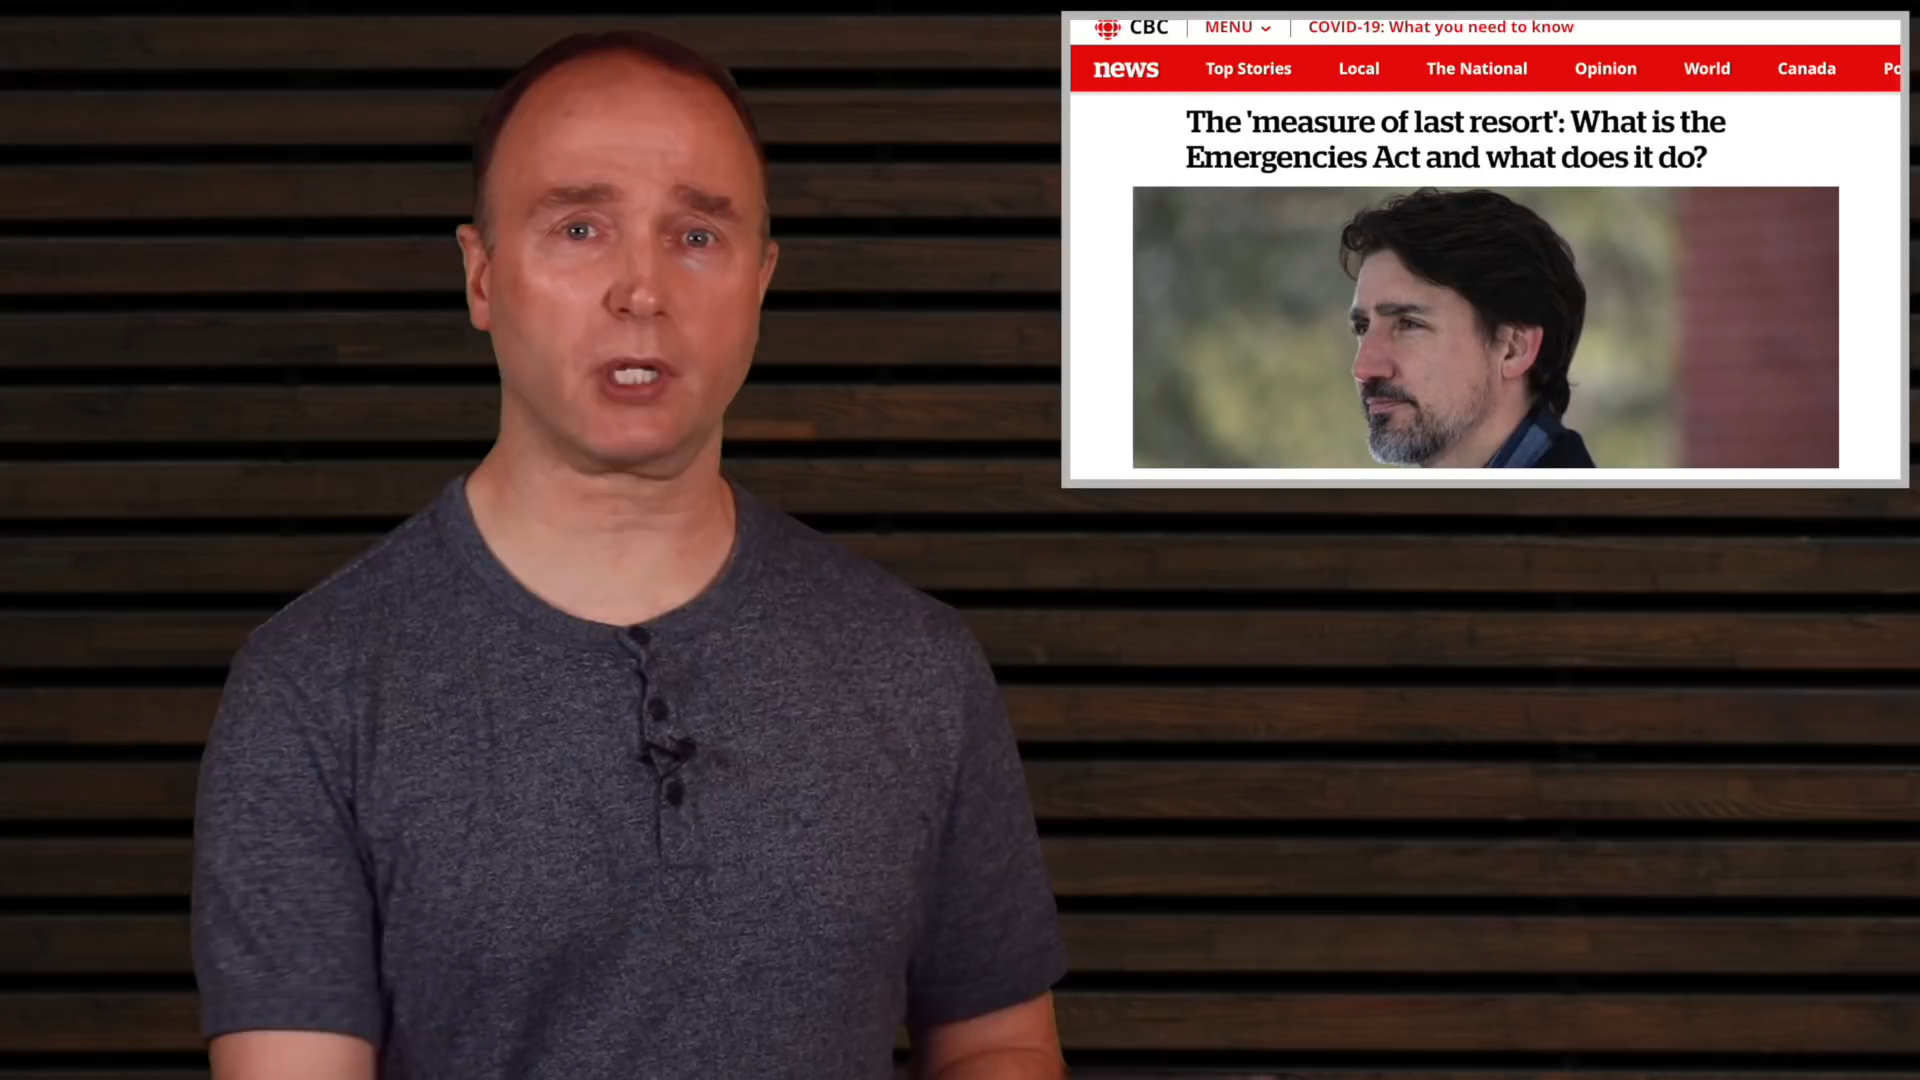 CBC MENU COVID-19: What you need to know
news Top Stories Local The National Opinion World Canada Po
The 'measure of last resort': What is the
Emergencies Act and what does it do?